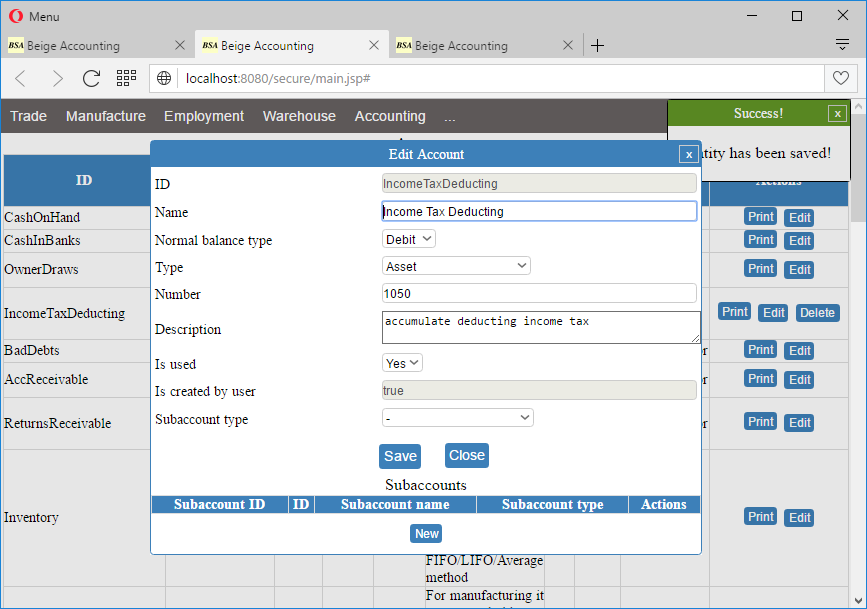 Menu
BSA Beige Accounting
BSA Beige Accounting
BSA Beige Accounting
localhost:8080/secure/main.jsp#
Trade Manufacture Employment Warehouse Accounting ...
Success! x
tity has been saved!
Edit Account x
ID Actions
ID IncomeTaxDeducting
Name Income Tax Deducting
Normal balance type Debit
Type Asset
Number 1050
Description accumulate deducting income tax
Is used Yes
Is created by user true
Subaccount type -
Save Close
Subaccounts
Subaccount ID ID Subaccount name Subaccount type Actions
New
CashOnHand Print Edit
CashInBanks Print Edit
OwnerDraws Print Edit
IncomeTaxDeducting Print Edit Delete
BadDebts or Print Edit
AccReceivable or Print Edit
ReturnsReceivable or Print Edit
Inventory Print Edit
FIFO/LIFO/Average
method
For manufacturing it